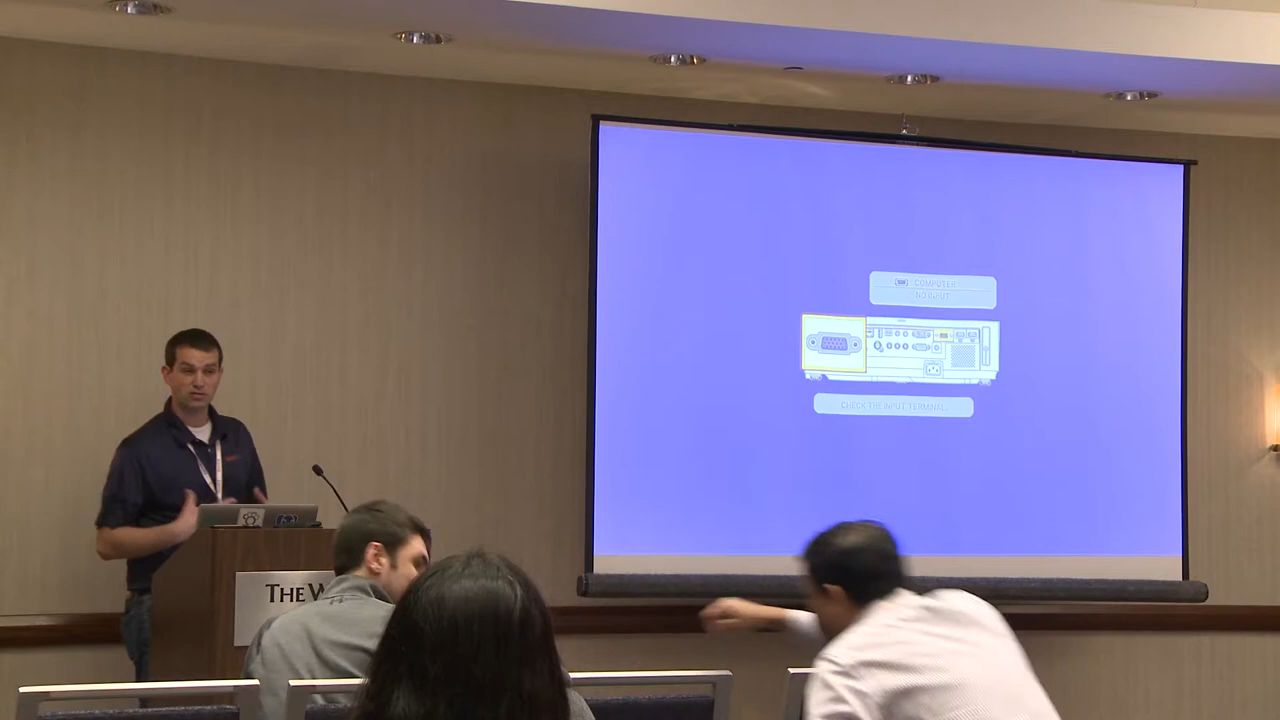 COMPUTER
NO INPUT
CHECK THE INPUT TERMINAL.
THE W